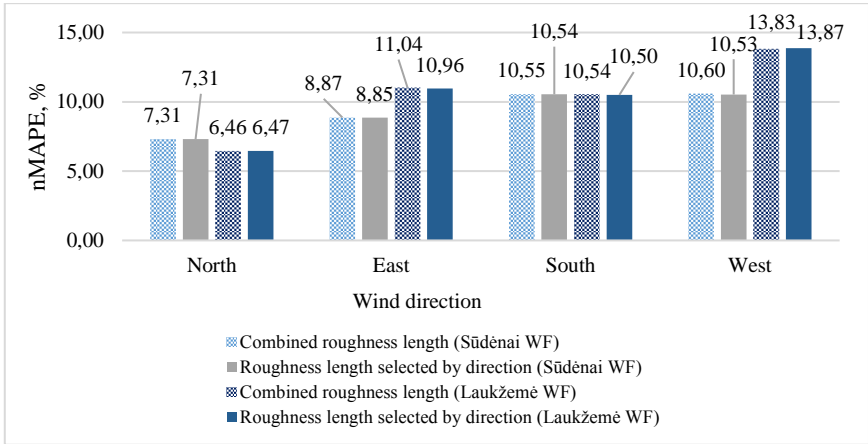 15,00
10,00
5,00
0,00
nMAPE, %
7,31
7,31
6,46
6,47
8,87
8,85
11,04
10,96
10,55
10,54
10,54
10,50
10,60
10,53
13,83
13,87
North
East
South
West
Wind direction
Combined roughness length (Sūdėnai WF)
Roughness length selected by direction (Sūdėnai WF)
Combined roughness length (Laukžemė WF)
Roughness length selected by direction (Laukžemė WF)